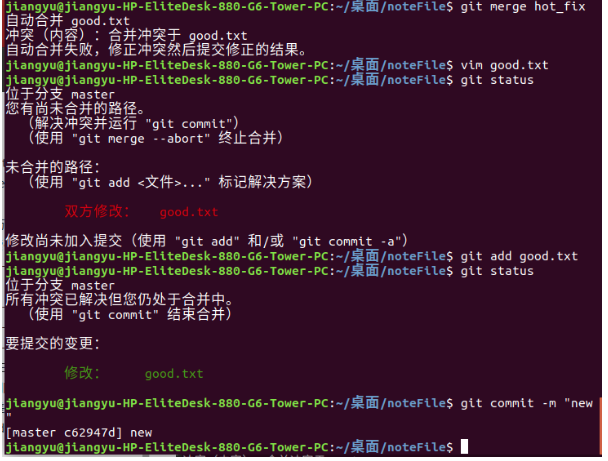 jiangyu@jiangyu-HP-EliteDesk-880-G6-Tower-PC:~/桌面/noteFile$ git merge hot_fix
自动合并 good.txt
冲突（内容）：合并冲突于 good.txt
自动合并失败，修正冲突然后提交修正的结果。
jiangyu@jiangyu-HP-EliteDesk-880-G6-Tower-PC:~/桌面/noteFile$ vim good.txt
jiangyu@jiangyu-HP-EliteDesk-880-G6-Tower-PC:~/桌面/noteFile$ git status
位于分支 master
您有尚未合并的路径。
（解决冲突并运行 "git commit"）
（使用 "git merge --abort" 终止合并）
未合并的路径：
（使用 "git add <文件>..." 标记解决方案）
双方修改： good.txt
修改尚未加入提交（使用 "git add" 和/或 "git commit -a"）
jiangyu@jiangyu-HP-EliteDesk-880-G6-Tower-PC:~/桌面/noteFile$ git add good.txt
jiangyu@jiangyu-HP-EliteDesk-880-G6-Tower-PC:~/桌面/noteFile$ git status
位于分支 master
所有冲突已解决但您仍处于合并中。
（使用 "git commit" 结束合并）
要提交的变更：
修改： good.txt
jiangyu@jiangyu-HP-EliteDesk-880-G6-Tower-PC:~/桌面/noteFile$ git commit -m "new
"
[master c62947d] new
jiangyu@jiangyu-HP-EliteDesk-880-G6-Tower-PC:~/桌面/noteFile$